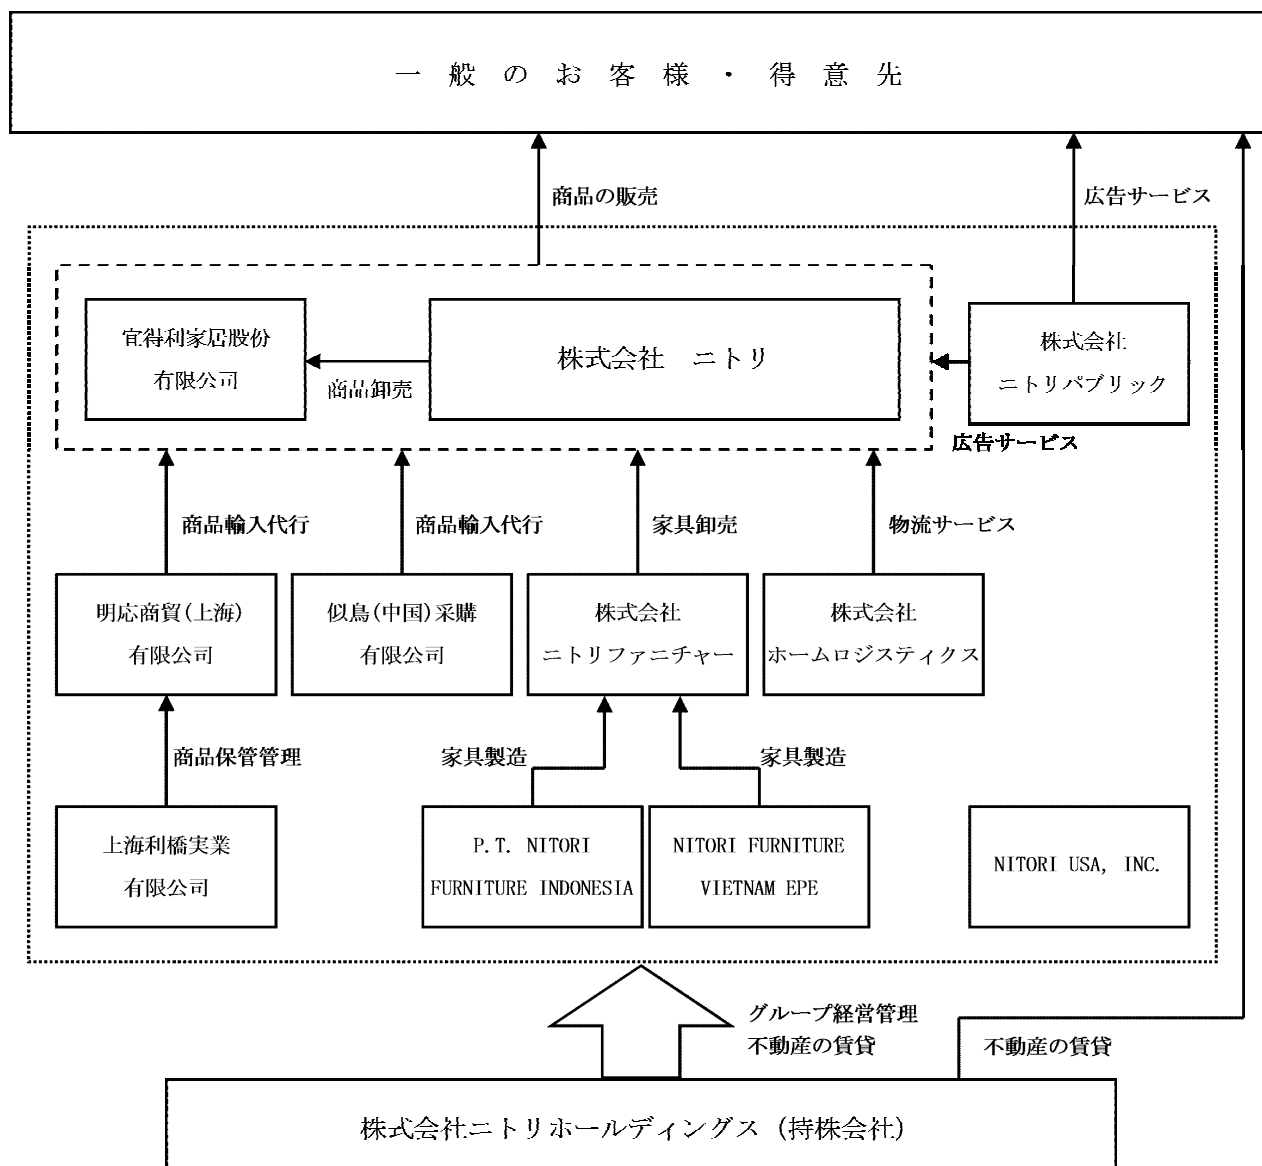 一般のお客様・得意先
商品の販売
広告サービス
宜得利家居股份
有限公司
商品卸売
株式会社 ニトリ
株式会社
ニトリパブリック
広告サービス
商品輸入代行
商品輸入代行
家具卸売
物流サービス
明応商貿(上海)
有限公司
似鳥(中国)采購
有限公司
株式会社
ニトリファニチャー
株式会社
ホームロジスティクス
商品保管管理
家具製造
家具製造
上海利橋実業
有限公司
P.T. NITORI
FURNITURE INDONESIA
NITORI FURNITURE
VIETNAM EPE
NITORI USA, INC.
グループ経営管理
不動産の賃貸
不動産の賃貸
株式会社ニトリホールディングス（持株会社）